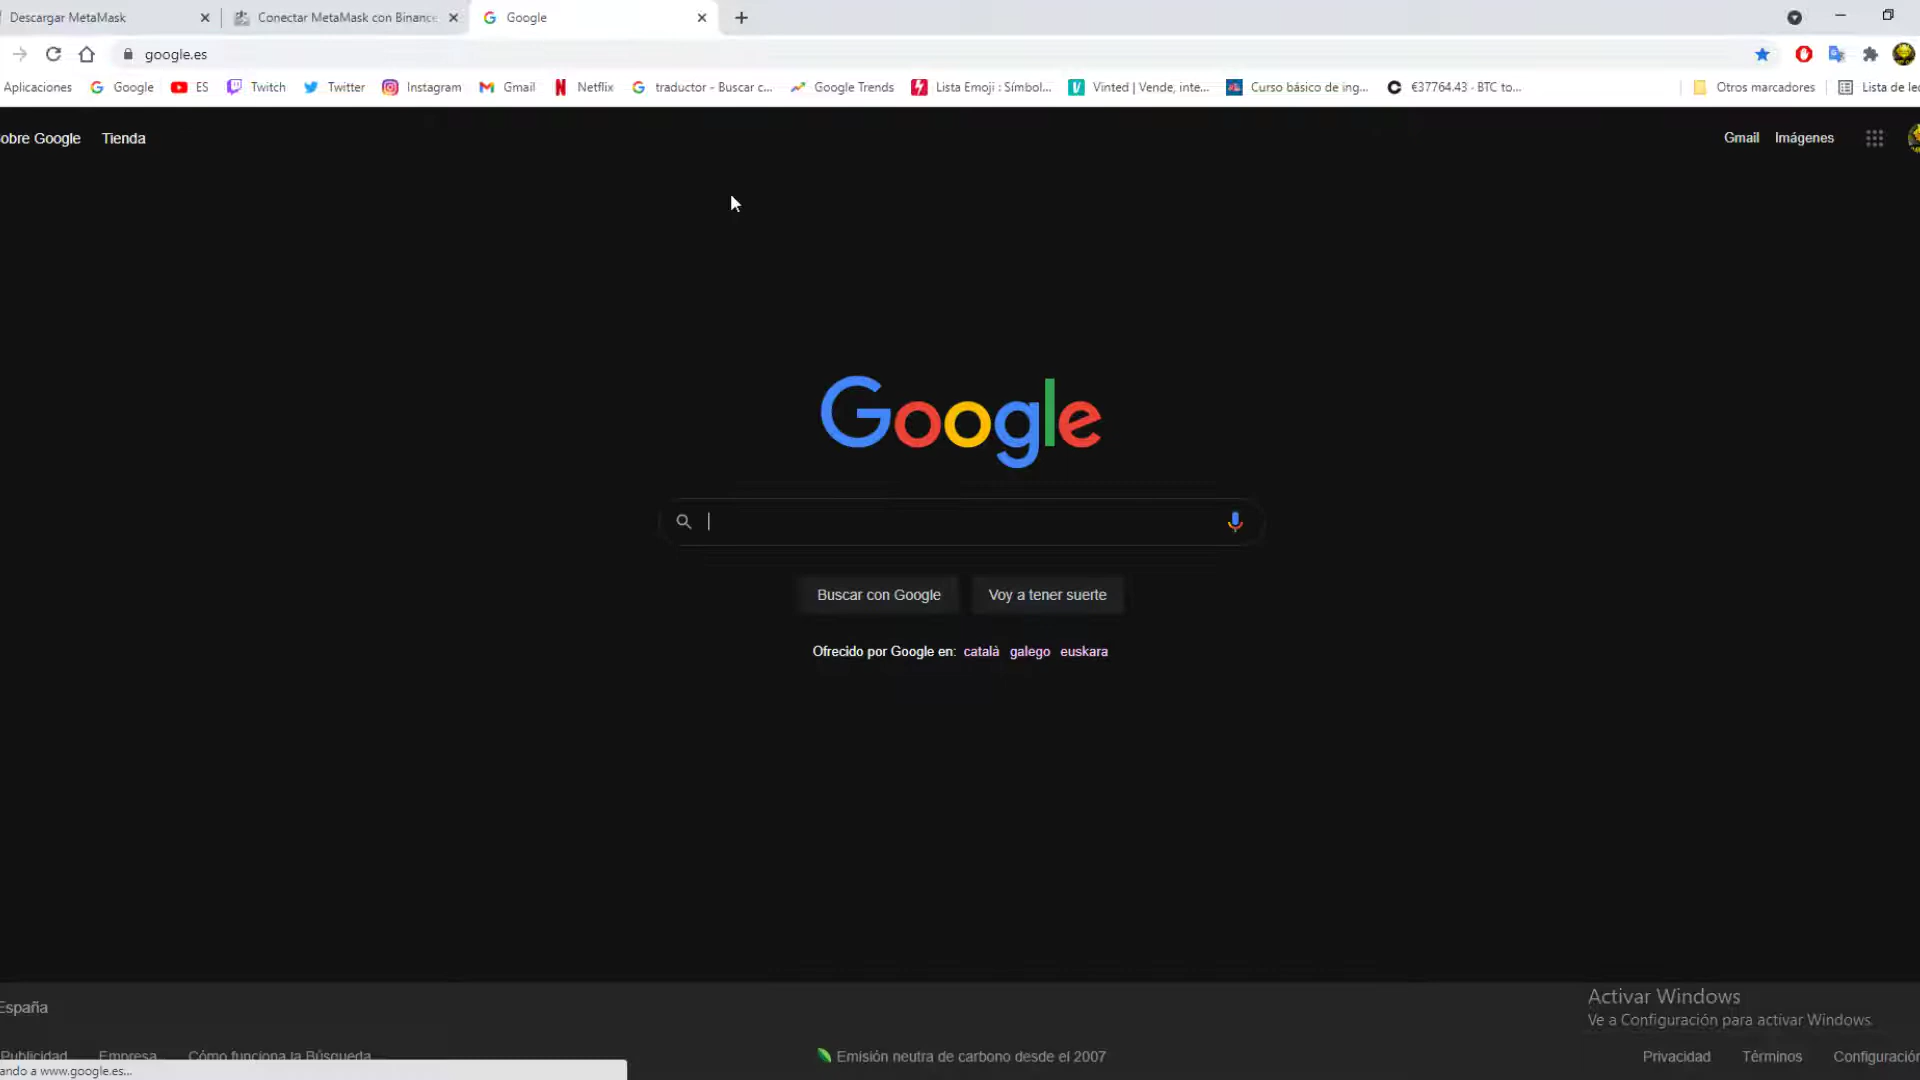 Descargar MetaMask
Conectar MetaMask con Binance
Google
google.es
Aplicaciones
Google
ES
Twitch
Twitter
Instagram
Gmail
Netflix
traductor - Buscar c...
Google Trends
Lista Emoji : Símbol...
Vinted | Vende, inte...
Curso básico de ing...
€37764.43 - BTC to...
Otros marcadores
Lista de lec
obre Google
Tienda
Gmail
Imágenes
Google
Buscar con Google
Voy a tener suerte
Ofrecido por Google en: català galego euskara
España
Activar Windows
Ve a Configuración para activar Windows.
Publicidad
Empresa
Cómo funciona la Búsqueda
Emisión neutra de carbono desde el 2007
Privacidad
Términos
Configuración
ando a www.google.es...